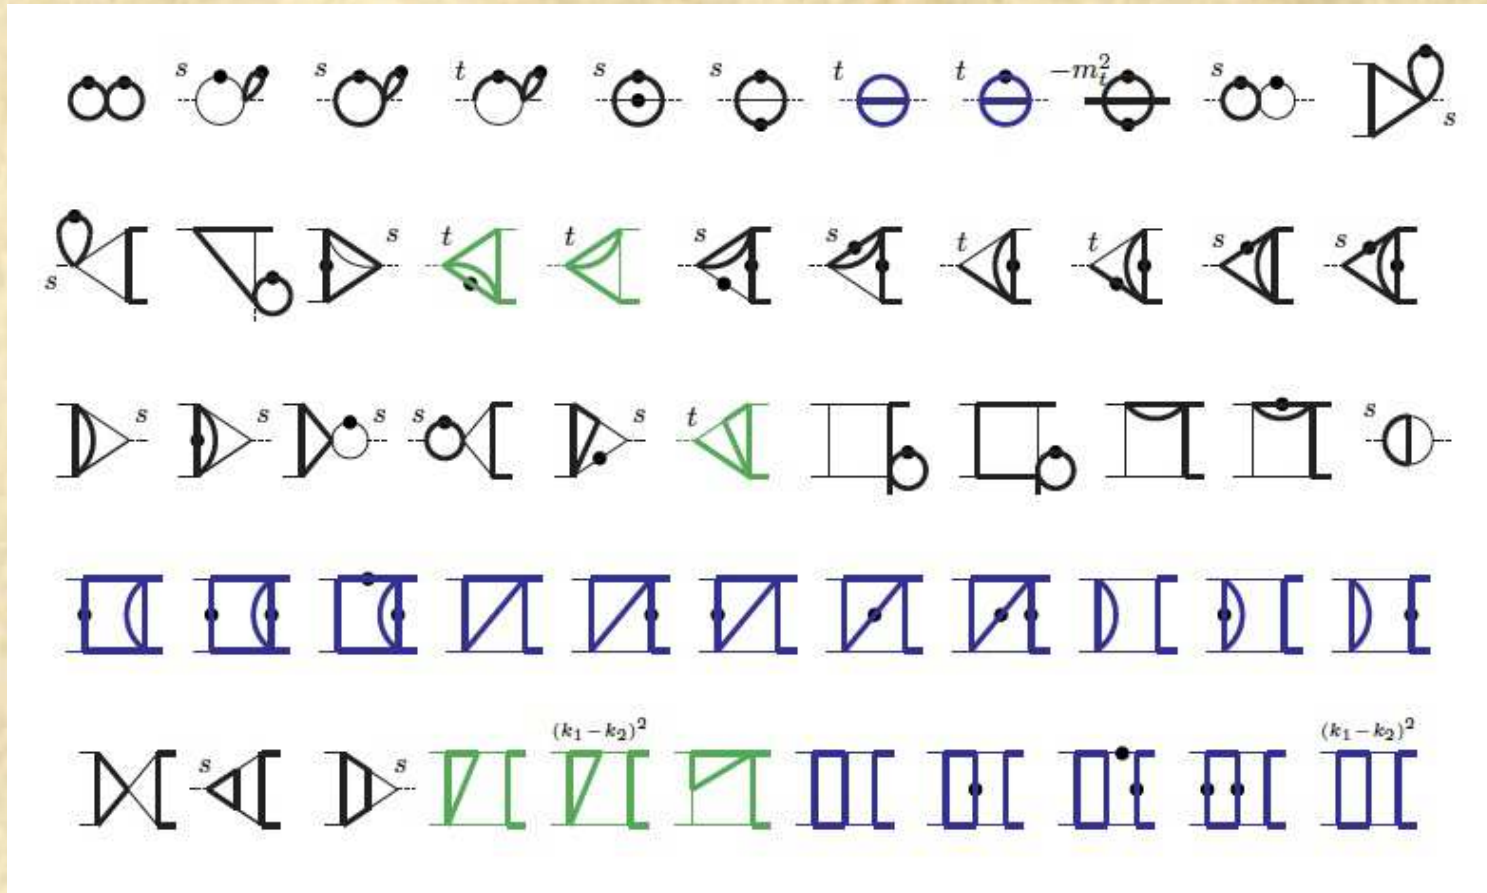 s s t s s t t −m_t^2 s s
s s t t s s t t s s
s s s s s t s
(k_1−k_2)^2 (k_1−k_2)^2
s s